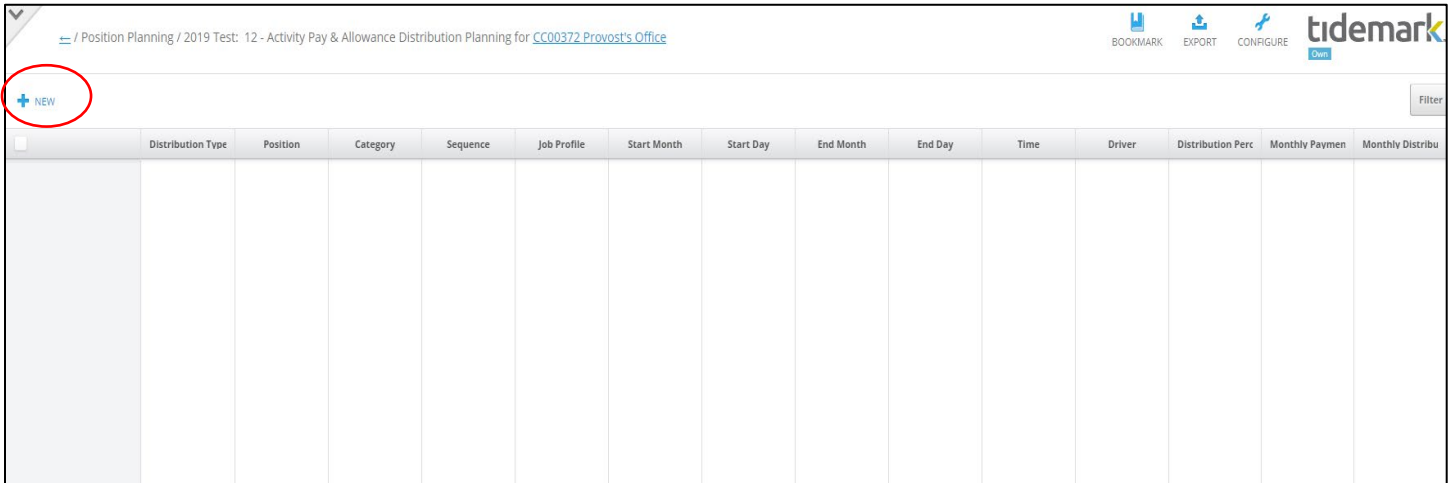 ← / Position Planning / 2019 Test: 12 - Activity Pay & Allowance Distribution Planning for CC00372 Provost's Office
BOOKMARK EXPORT CONFIGURE
tidemark
Own
NEW
Filter
Distribution Type Position Category Sequence Job Profile Start Month Start Day End Month End Day Time Driver Distribution Perc Monthly Paymen Monthly Distribu